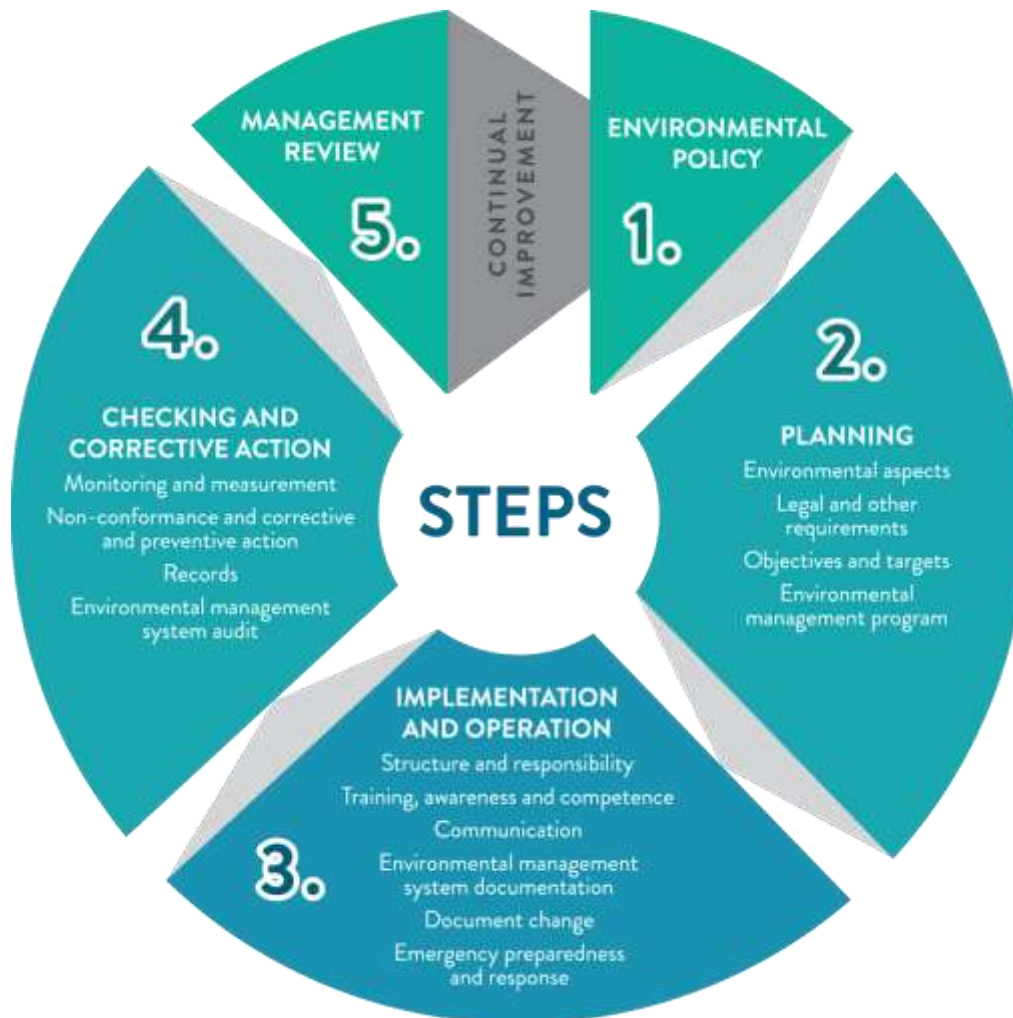 STEPS
ENVIRONMENTAL
POLICY
1.
2.
PLANNING
Environmental aspects
Legal and other
requirements
Objectives and targets
Environmental
management program
IMPLEMENTATION
AND OPERATION
Structure and responsibility
Training, awareness and competence
Communication
Environmental management
system documentation
Document change
Emergency preparedness
and response
3.
4.
CHECKING AND
CORRECTIVE ACTION
Monitoring and measurement
Non-conformance and corrective
and preventive action
Records
Environmental management
system audit
MANAGEMENT
REVIEW
5.
CONTINUAL
IMPROVEMENT